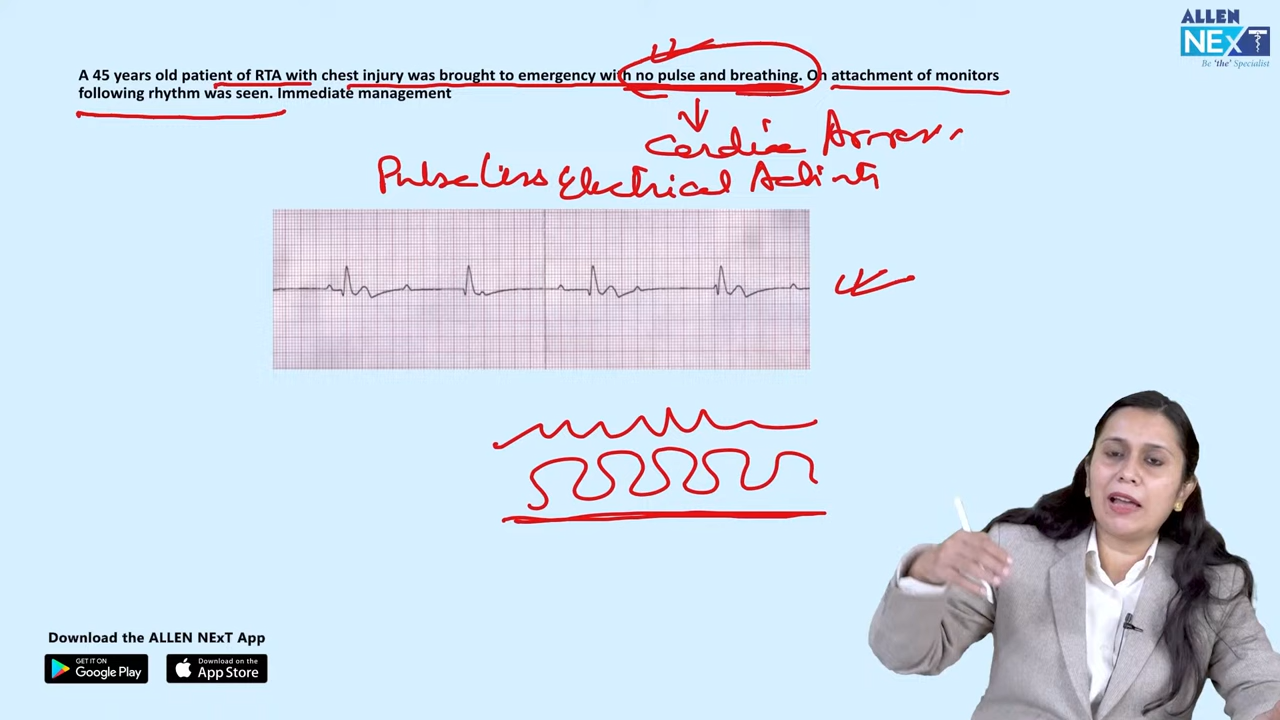 ALLEN
NExT
Be 'the' Specialist
A 45 years old patient of RTA with chest injury was brought to emergency with no pulse and breathing. On attachment of monitors
following rhythm was seen. Immediate management
Cardiac Arres
Pulseless Electrical Activity
Download the ALLEN NExT App
GET IT ON
Google Play
Download on the
App Store